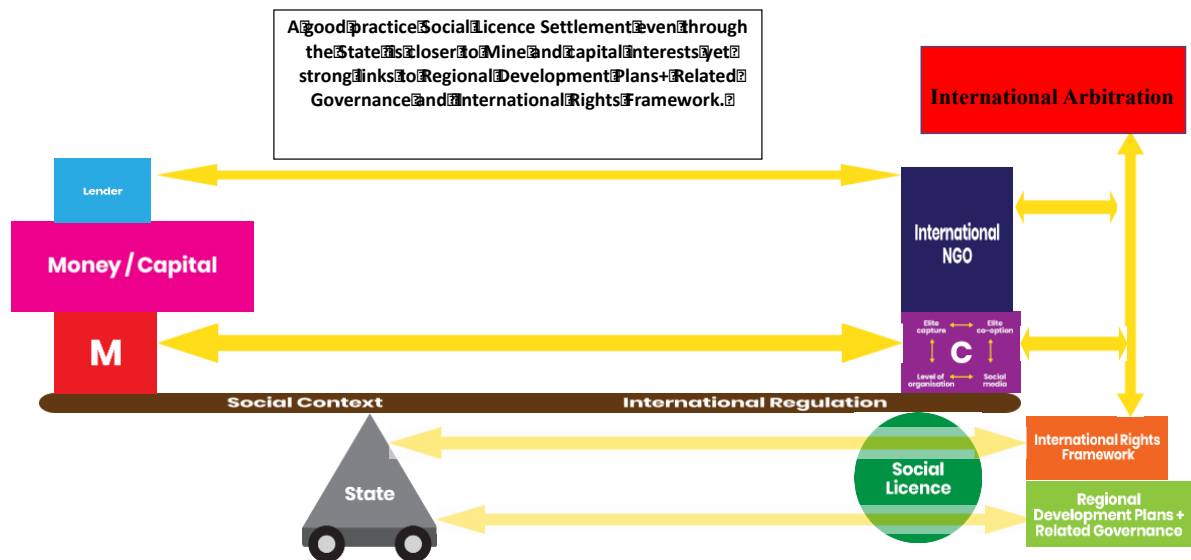 A good practice Social Licence Settlement even through
the State is closer to Mine and capital interests yet
strong links to Regional Development Plans+ Related
Governance and International Rights Framework.
International Arbitration
Lender
Money / Capital
International
NGO
M
Elite
capture
Elite
co-option
C
Level of
organisation
Social
media
Social Context
International Regulation
State
Social
Licence
International Rights
Framework
Regional
Development Plans +
Related Governance